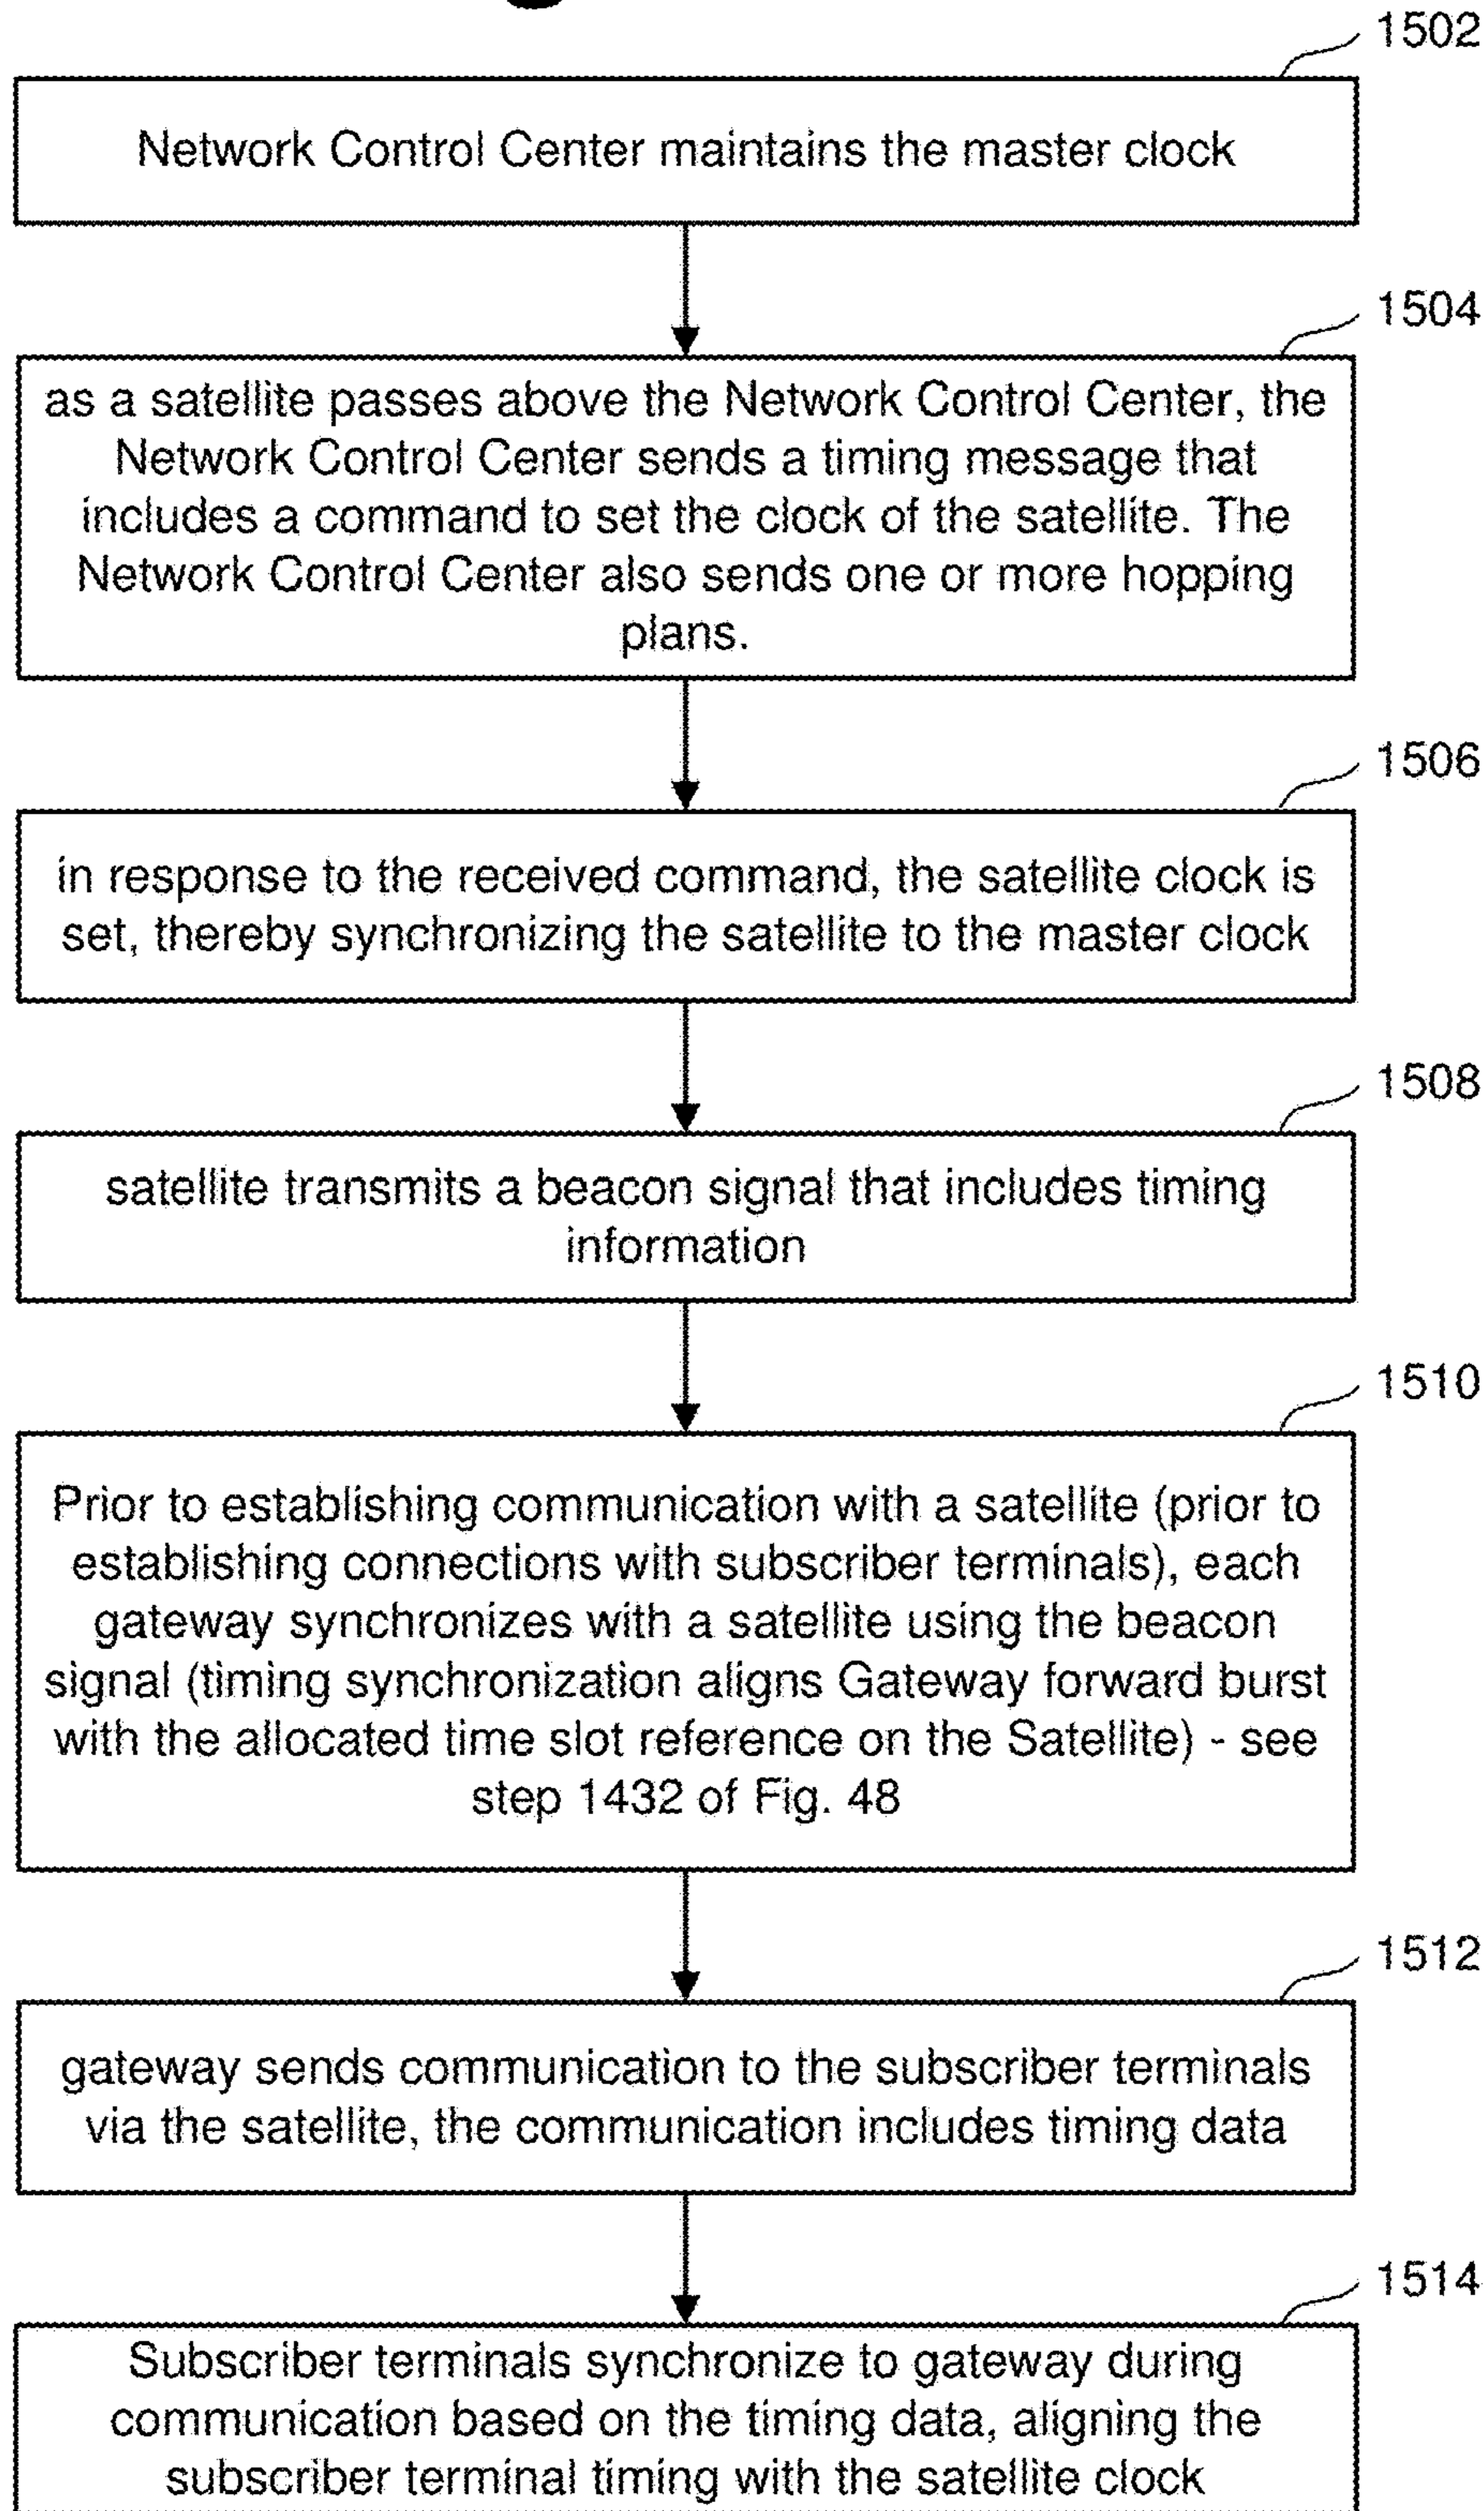 1502
Network Control Center maintains the master clock
1504
as a satellite passes above the Network Control Center, the
Network Control Center sends a timing message that
includes a command to set the clock of the satellite. The
Network Control Center also sends one or more hopping
plans.
1506
in response to the received command, the satellite clock is
set, thereby synchronizing the satellite to the master clock
1508
satellite transmits a beacon signal that includes timing
information
1510
Prior to establishing communication with a satellite (prior to
establishing connections with subscriber terminals), each
gateway synchronizes with a satellite using the beacon
signal (timing synchronization aligns Gateway forward burst
with the allocated time slot reference on the Satellite) - see
step 1432 of Fig. 48
1512
gateway sends communication to the subscriber terminals
via the satellite, the communication includes timing data
1514
Subscriber terminals synchronize to gateway during
communication based on the timing data, aligning the
subscriber terminal timing with the satellite clock